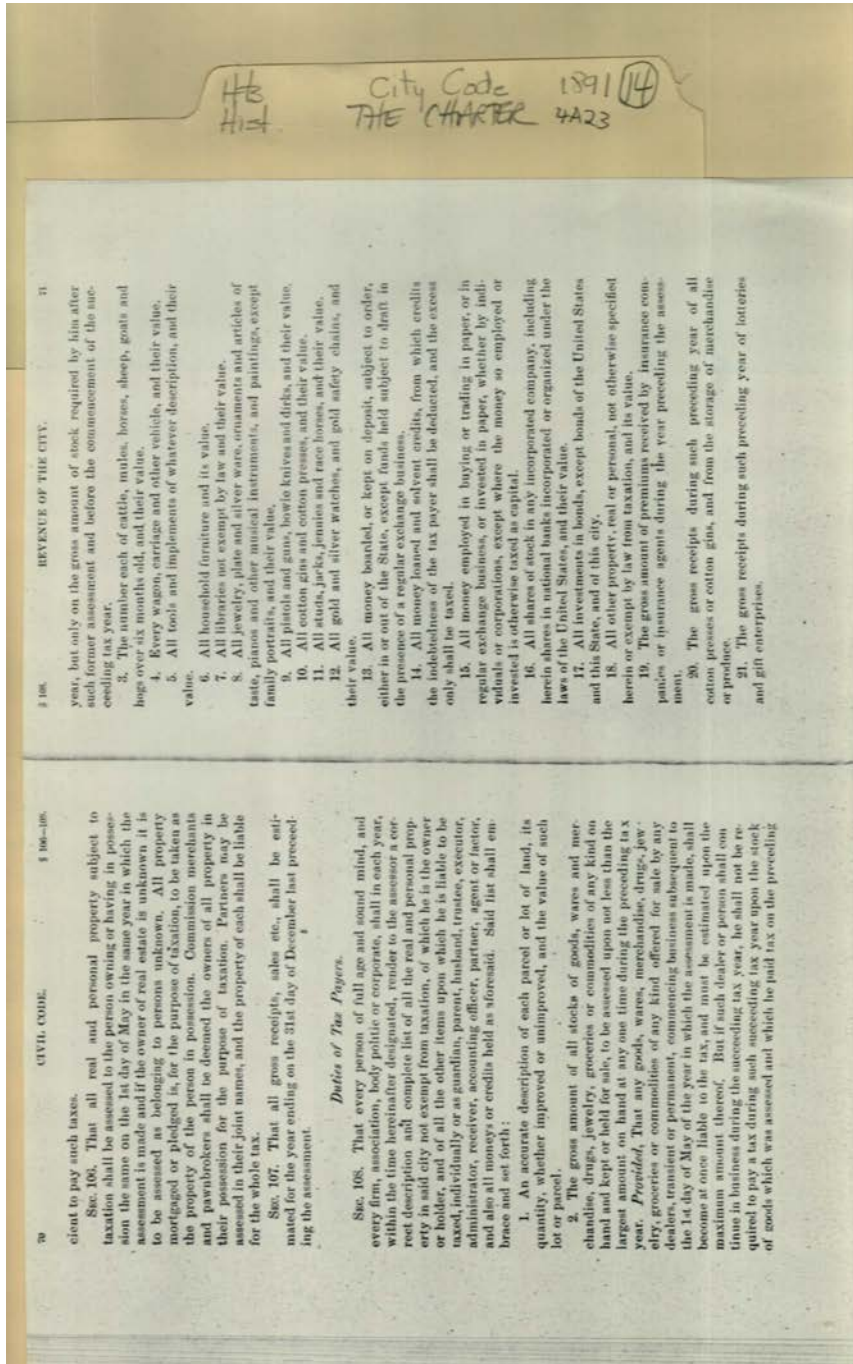 HB City Code 1891 14
Hist. THE CHARTER 4A23
70 CIVIL CODE. § 106-108.
cient to pay such taxes.
SEC. 106. That all real and personal property subject to
taxation shall be assessed to the person owning or having in posses-
sion the same on the 1st day of May in the same year in which the
assessment is made and if the owner of real estate is unknown it is
to be assessed as belonging to persons unknown. All property
mortgaged or pledged is, for the purpose of taxation, to be taken as
the property of the person in possession. Commission merchants
and pawnbrokers shall be deemed the owners of all property in
their possession for the purpose of taxation. Partners may be
assessed in their joint names, and the property of each shall be liable
for the whole tax.
SEC. 107. That all gross receipts, sales etc., shall be esti-
mated for the year ending on the 31st day of December last preceed-
ing the assessment.
Duties of Tax Payers.
SEC. 108. That every person of full age and sound mind, and
every firm, association, body politic or corporate, shall in each year,
within the time hereinafter designated, render to the assessor a cor-
rect description and complete list of all the real and personal prop-
erty in said city not exempt from taxation, of which he is the owner
or holder, and of all the other items upon which he is liable to be
taxed, individually or as guardian, parent, husband, trustee, executor,
administrator, receiver, accounting officer, partner, agent or factor,
and also all moneys or credits held as aforesaid. Said list shall em-
brace and set forth:
1. An accurate description of each parcel or lot of land, its
quantity, whether improved or unimproved, and the value of such
lot or parcel.
2. The gross amount of all stocks of goods, wares and mer-
chandise, drugs, jewelry, groceries or commodities of any kind on
hand and kept or held for sale, to be assessed upon not less than the
largest amount on hand at any one time during the preceding tax
year. Provided, That any goods, wares, merchandise, drugs, jew-
elry, groceries or commodities of any kind offered for sale by any
dealers, transient or permanent, commencing business subsequent to
the 1st day of May of the year in which the assessment is made, shall
become at once liable to the tax, and must be estimated upon the
maximum amount thereof. But if such dealer or person shall con
tinue in business during the succeeding tax year, he shall not be re-
quired to pay a tax during such succeeding tax year upon the stock
of goods which was assessed and which he paid tax on the preceding
§ 108. REVENUE OF THE CITY. 71
year, but only on the gross amount of stock required by him after
such former assessment and before the commencement of the suc-
ceeding tax year.
3. The number each of cattle, mules, horses, sheep, goats and
hogs over six months old, and their value.
4. Every wagon, carriage and other vehicle, and their value.
5. All tools and implements of whatever description, and their
value.
6. All household furniture and its value.
7. All libraries not exempt by law and their value.
8. All jewelry, plate and silver ware, ornaments and articles of
taste, pianos and other musical instruments, and paintings, except
family portraits, and their value.
9. All pistols and guns, bowie knives and dirks, and their value.
10. All cotton gins and cotton presses, and their value.
11. All studs, jacks, jennies and race horses, and their value.
12. All gold and silver watches, and gold safety chains, and
their value.
13. All money hoarded, or kept on deposit, subject to order,
either in or out of the State, except funds held subject to draft in
the presence of a regular exchange business.
14. All money loaned and solvent credits, from which credits
the indebtedness of the tax payer shall be deducted, and the excess
only shall be taxed.
15. All money employed in buying or trading in paper, or in
regular exchange business, or invested in paper, whether by indi-
viduals or corporations, except where the money so employed or
invested is otherwise taxed as capital.
16. All shares of stock in any incorporated company, including
herein shares in national banks incorporated or organized under the
laws of the United States, and their value.
17. All investments in bonds, except bonds of the United States
and this State, and of this city.
18. All other property, real or personal, not otherwise specified
herein or exempt by law from taxation, and its value.
19. The gross amount of premiums received by insurance com-
panies or insurance agents during the year preceding the assess-
ment.
20. The gross receipts during such preceding year of all
cotton presses or cotton gins, and from the storage of merchandise
or produce.
21. The gross receipts during such preceding year of lotteries
and gift enterprises.